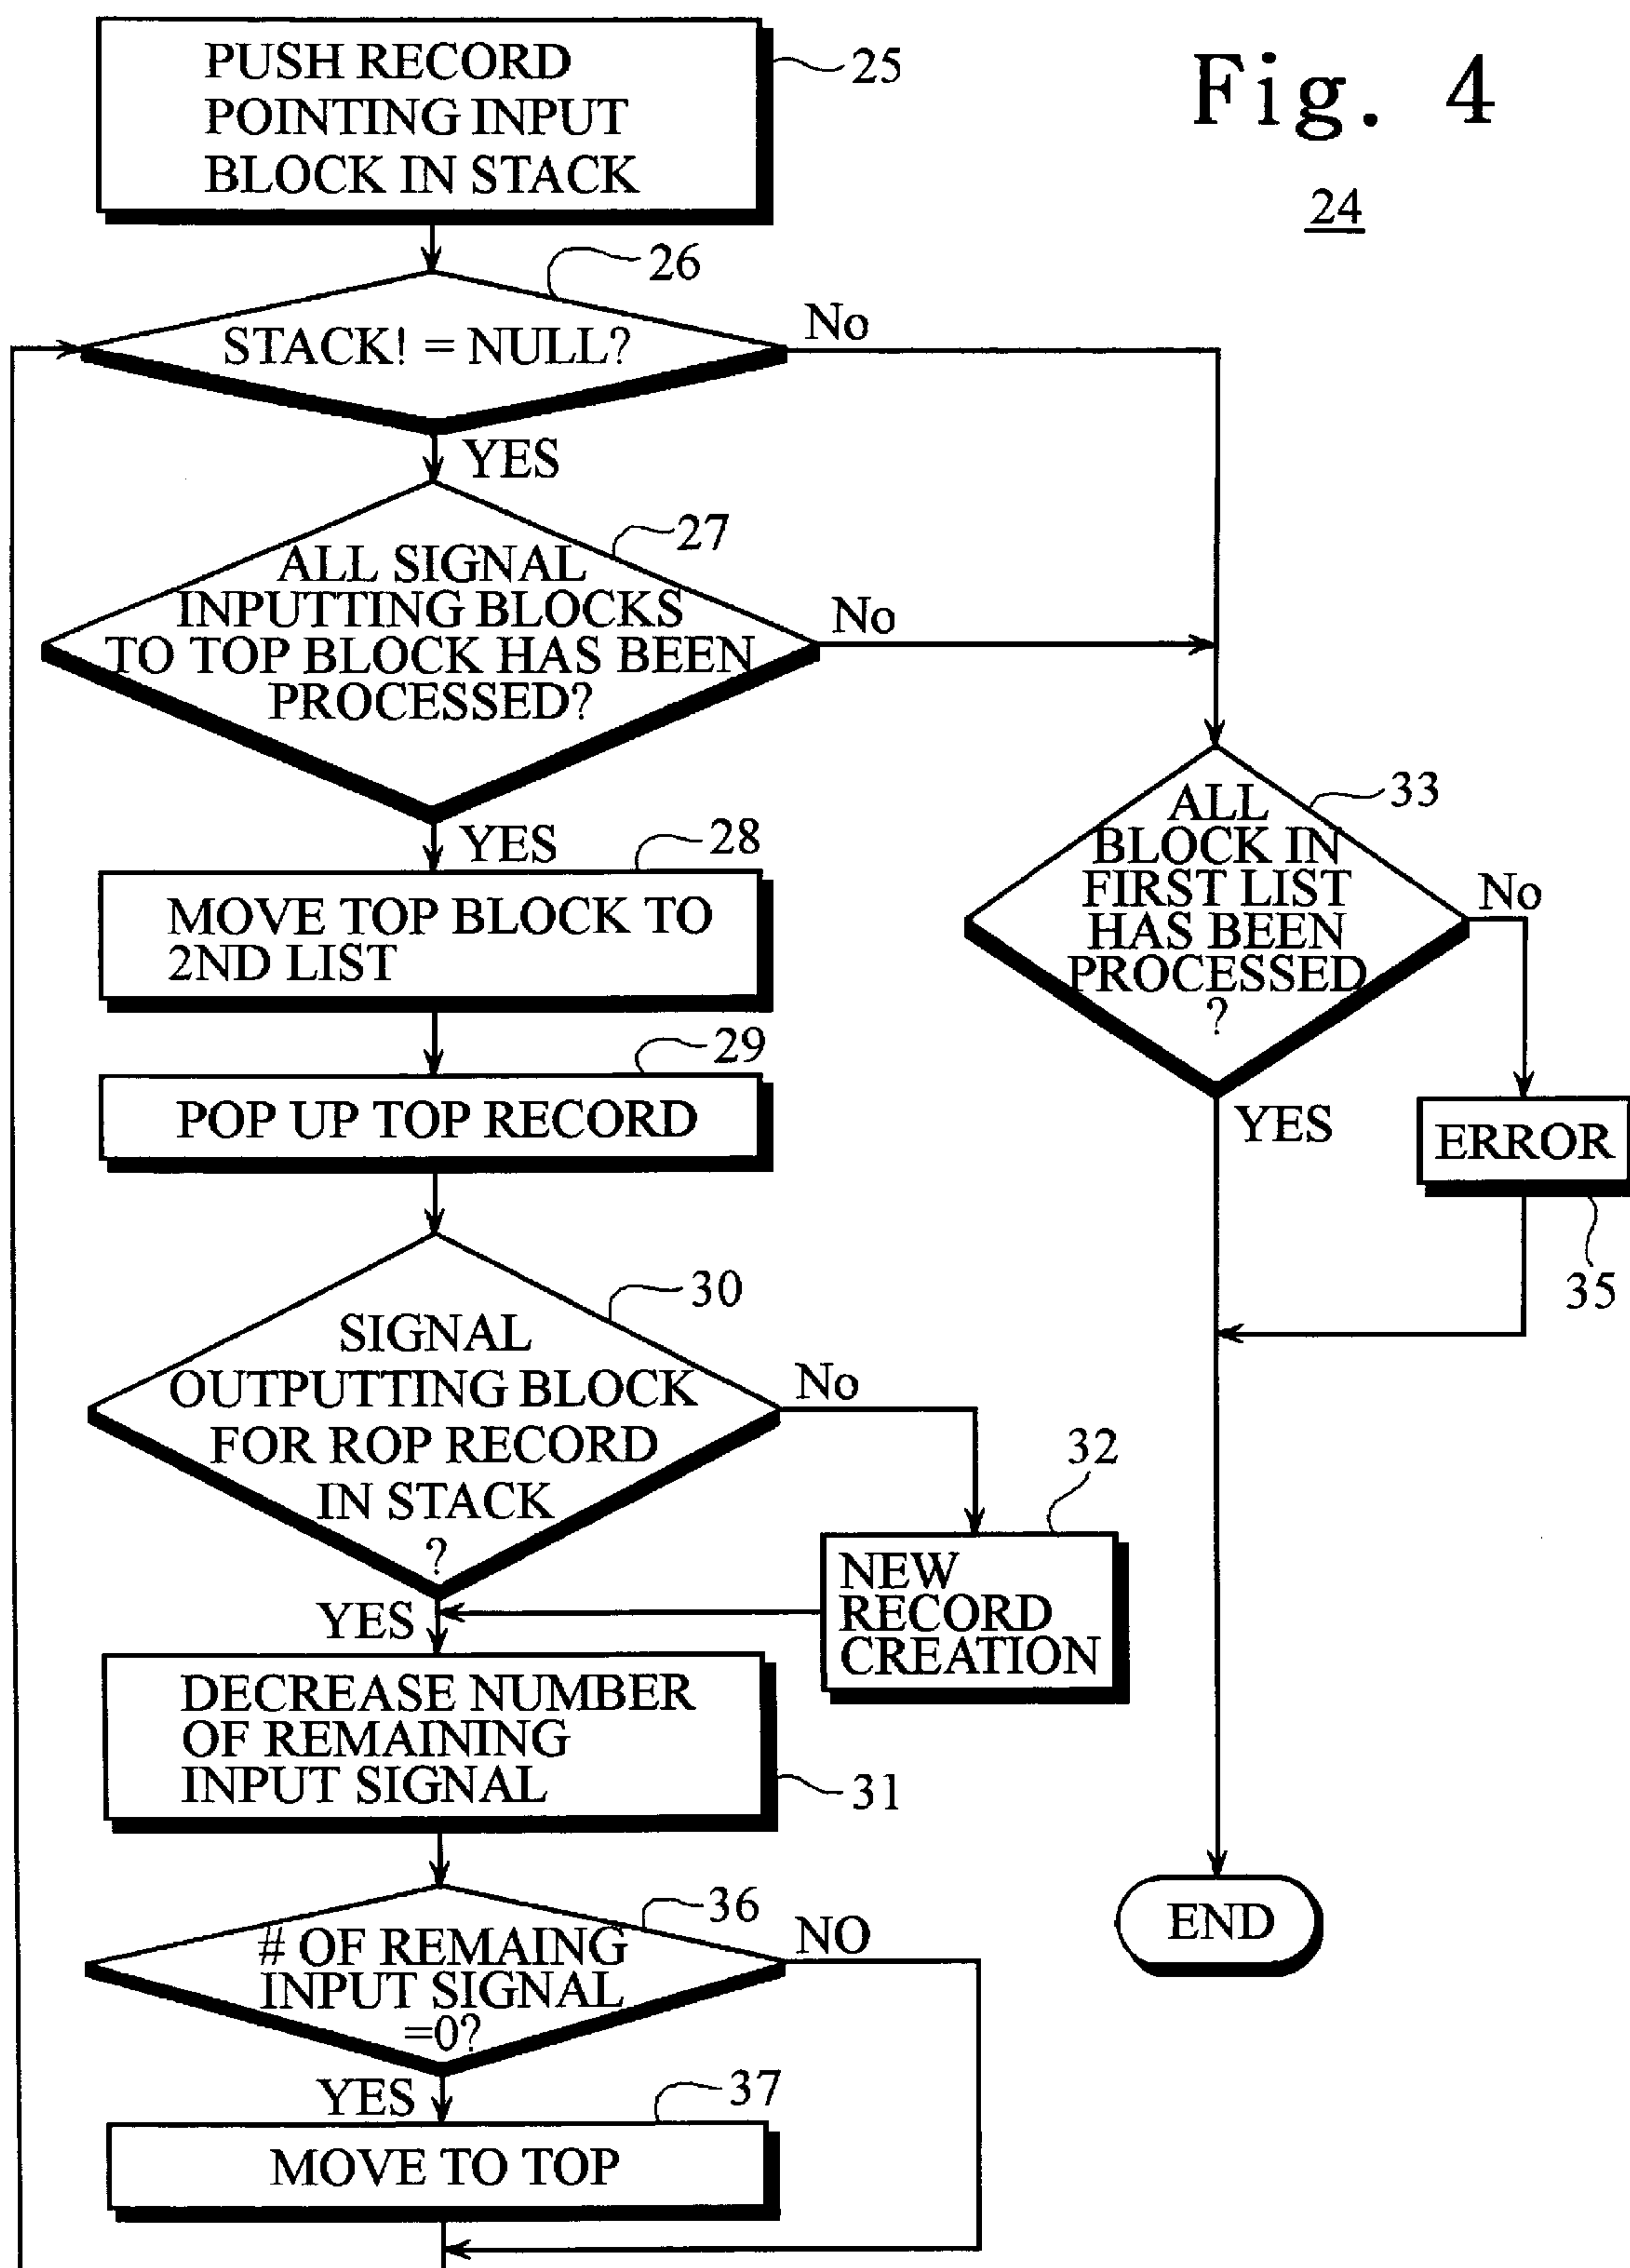 Fig. 4
24
PUSH RECORD
POINTING INPUT
BLOCK IN STACK
25
26
STACK! = NULL?
No
YES
27
ALL SIGNAL
INPUTTING BLOCKS
TO TOP BLOCK HAS BEEN
PROCESSED?
No
YES
28
MOVE TOP BLOCK TO
2ND LIST
29
POP UP TOP RECORD
30
SIGNAL
OUTPUTTING BLOCK
FOR ROP RECORD
IN STACK
?
No
YES
32
NEW
RECORD
CREATION
DECREASE NUMBER
OF REMAINING
INPUT SIGNAL
31
36
# OF REMAING
INPUT SIGNAL
=0?
NO
YES
37
MOVE TO TOP
33
ALL
BLOCK IN
FIRST LIST
HAS BEEN
PROCESSED
?
No
YES
ERROR
35
END